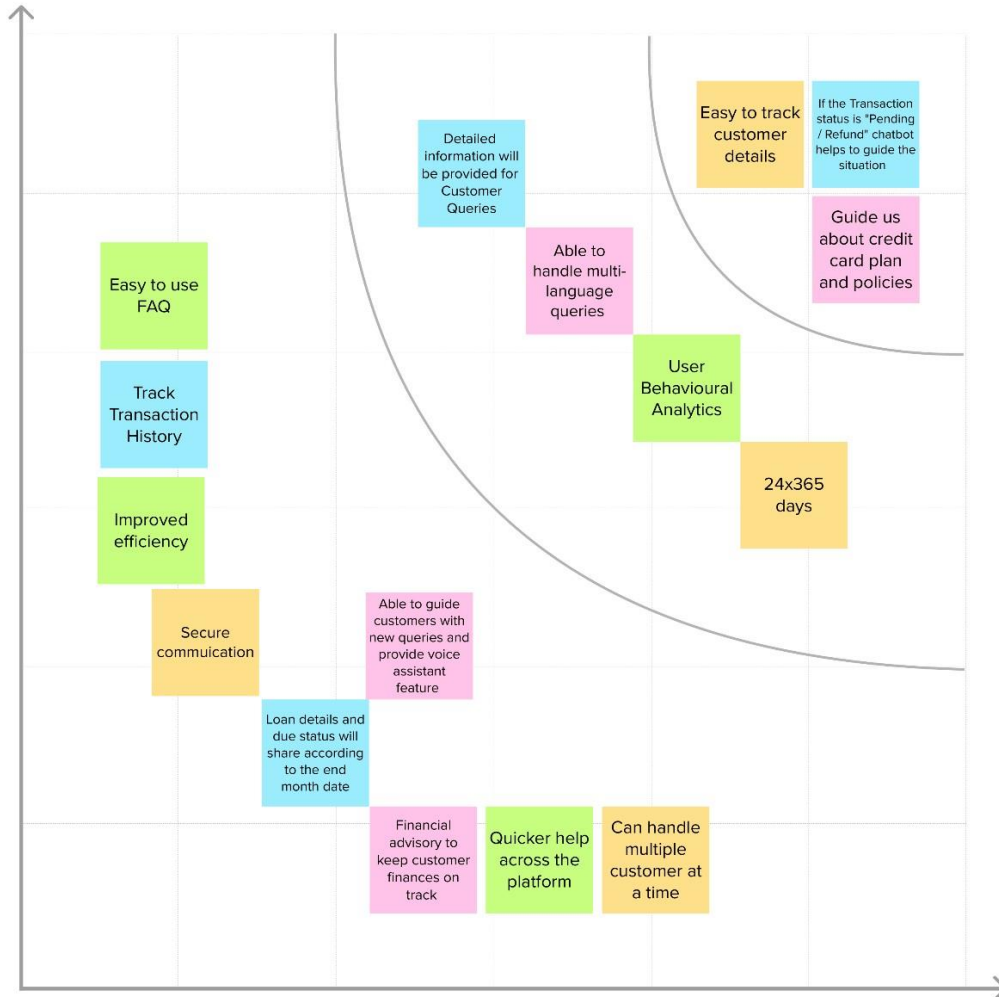 Easy to track
customer
details
If the Transaction
status is "Pending
/ Refund" chatbot
helps to guide the
situation
Detailed
information will
be provided for
Customer
Queries
Guide us
about credit
card plan
and policies
Able to
handle multi-
language
queries
Easy to use
FAQ
User
Behavioural
Analytics
Track
Transaction
History
24x365
days
Improved
efficiency
Secure
commuication
Able to guide
customers with
new queries and
provide voice
assistant
feature
Loan details and
due status will
share according
to the end
month date
Financial
advisory to
keep customer
finances on
track
Quicker help
across the
platform
Can handle
multiple
customer at
a time